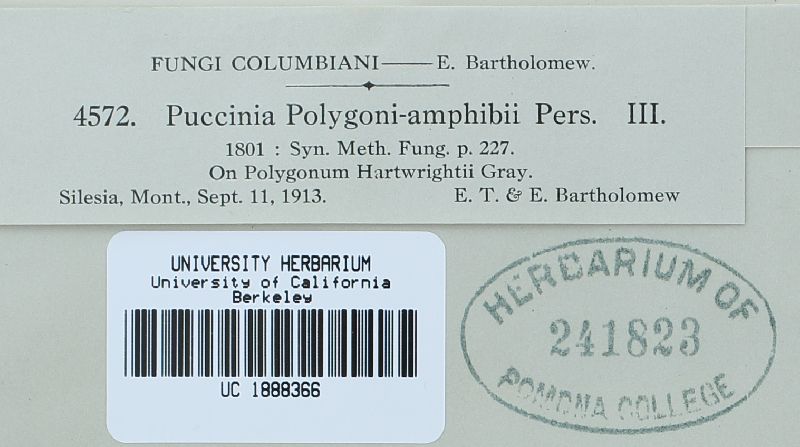 FUNGI COLUMBIANI—E. Bartholomew.
4572. Puccinia Polygoni-amphibii Pers. III.
1801 : Syn. Meth. Fung. p. 227.
On Polygonum Hartwrightii Gray.
Silesia, Mont., Sept. 11, 1913. E. T. & E. Bartholomew
UNIVERSITY HERBARIUM
University of California
Berkeley
UC 1888366
HERBARIUM OF
241823
POMONA COLLEGE